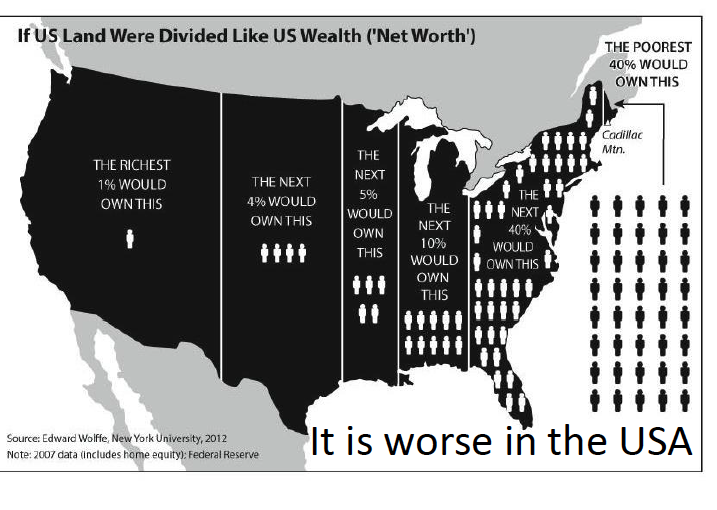 If US Land Were Divided Like US Wealth ('Net Worth')
THE POOREST
40% WOULD
OWN THIS
Cadillac
Mtn.
THE RICHEST
1% WOULD
OWN THIS
THE NEXT
4% WOULD
OWN THIS
THE
NEXT
5%
WOULD
OWN
THIS
THE
NEXT
10%
WOULD
OWN
THIS
THE
NEXT
40%
WOULD
OWN THIS
Source: Edward Wolffe, New York University, 2012
Note: 2007 data (includes home equity); Federal Reserve
It is worse in the USA